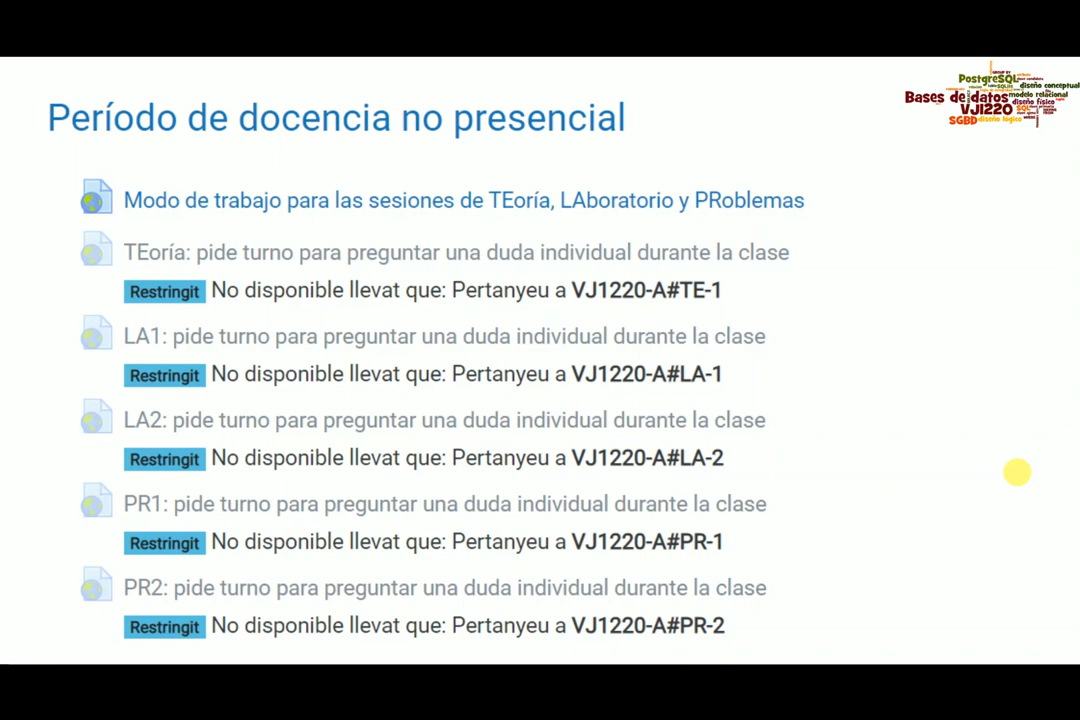 PostgreSQL
diseño conceptual
modelo relacional
Bases de datos
diseño físico
VJ1220
SQL
SGBD diseño lógico
Período de docencia no presencial
Modo de trabajo para las sesiones de TEoría, LAboratorio y PRoblemas
TEoría: pide turno para preguntar una duda individual durante la clase
Restringit No disponible llevat que: Pertanyeu a VJ1220-A#TE-1
LA1: pide turno para preguntar una duda individual durante la clase
Restringit No disponible llevat que: Pertanyeu a VJ1220-A#LA-1
LA2: pide turno para preguntar una duda individual durante la clase
Restringit No disponible llevat que: Pertanyeu a VJ1220-A#LA-2
PR1: pide turno para preguntar una duda individual durante la clase
Restringit No disponible llevat que: Pertanyeu a VJ1220-A#PR-1
PR2: pide turno para preguntar una duda individual durante la clase
Restringit No disponible llevat que: Pertanyeu a VJ1220-A#PR-2